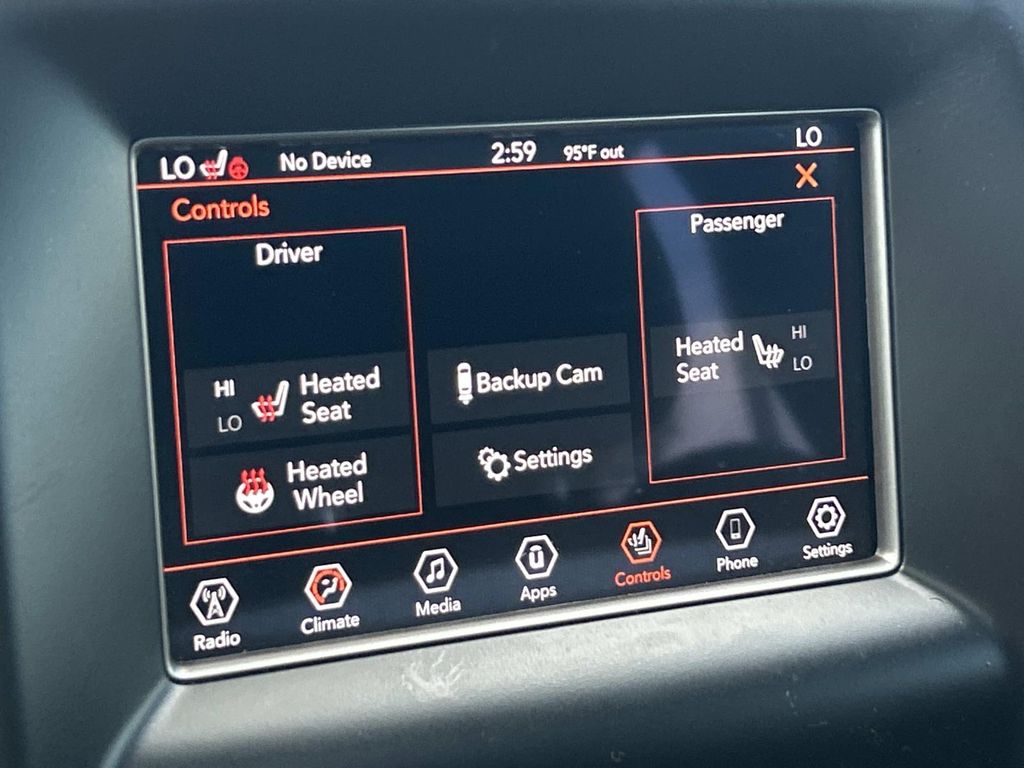 LO No Device 2:59 95°F out LO
Controls
Driver
HI
LO
Heated
Seat
Heated
Wheel
Backup Cam
Settings
Passenger
Heated
Seat
HI
LO
Radio
Climate
Media
Apps
Controls
Phone
Settings